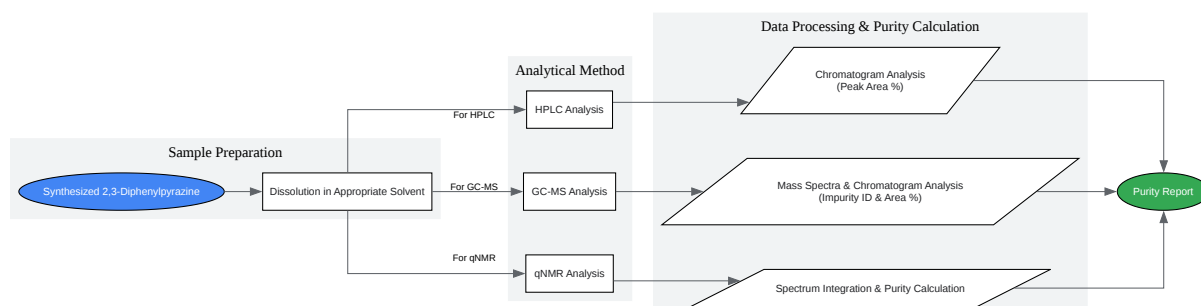 Data Processing & Purity Calculation
Analytical Method
Sample Preparation
Synthesized 2,3-Diphenylpyrazine
Dissolution in Appropriate Solvent
For HPLC
For GC-MS
For qNMR
HPLC Analysis
GC-MS Analysis
qNMR Analysis
Chromatogram Analysis
(Peak Area %)
Mass Spectra & Chromatogram Analysis
(Impurity ID & Area %)
Spectrum Integration & Purity Calculation
Purity Report